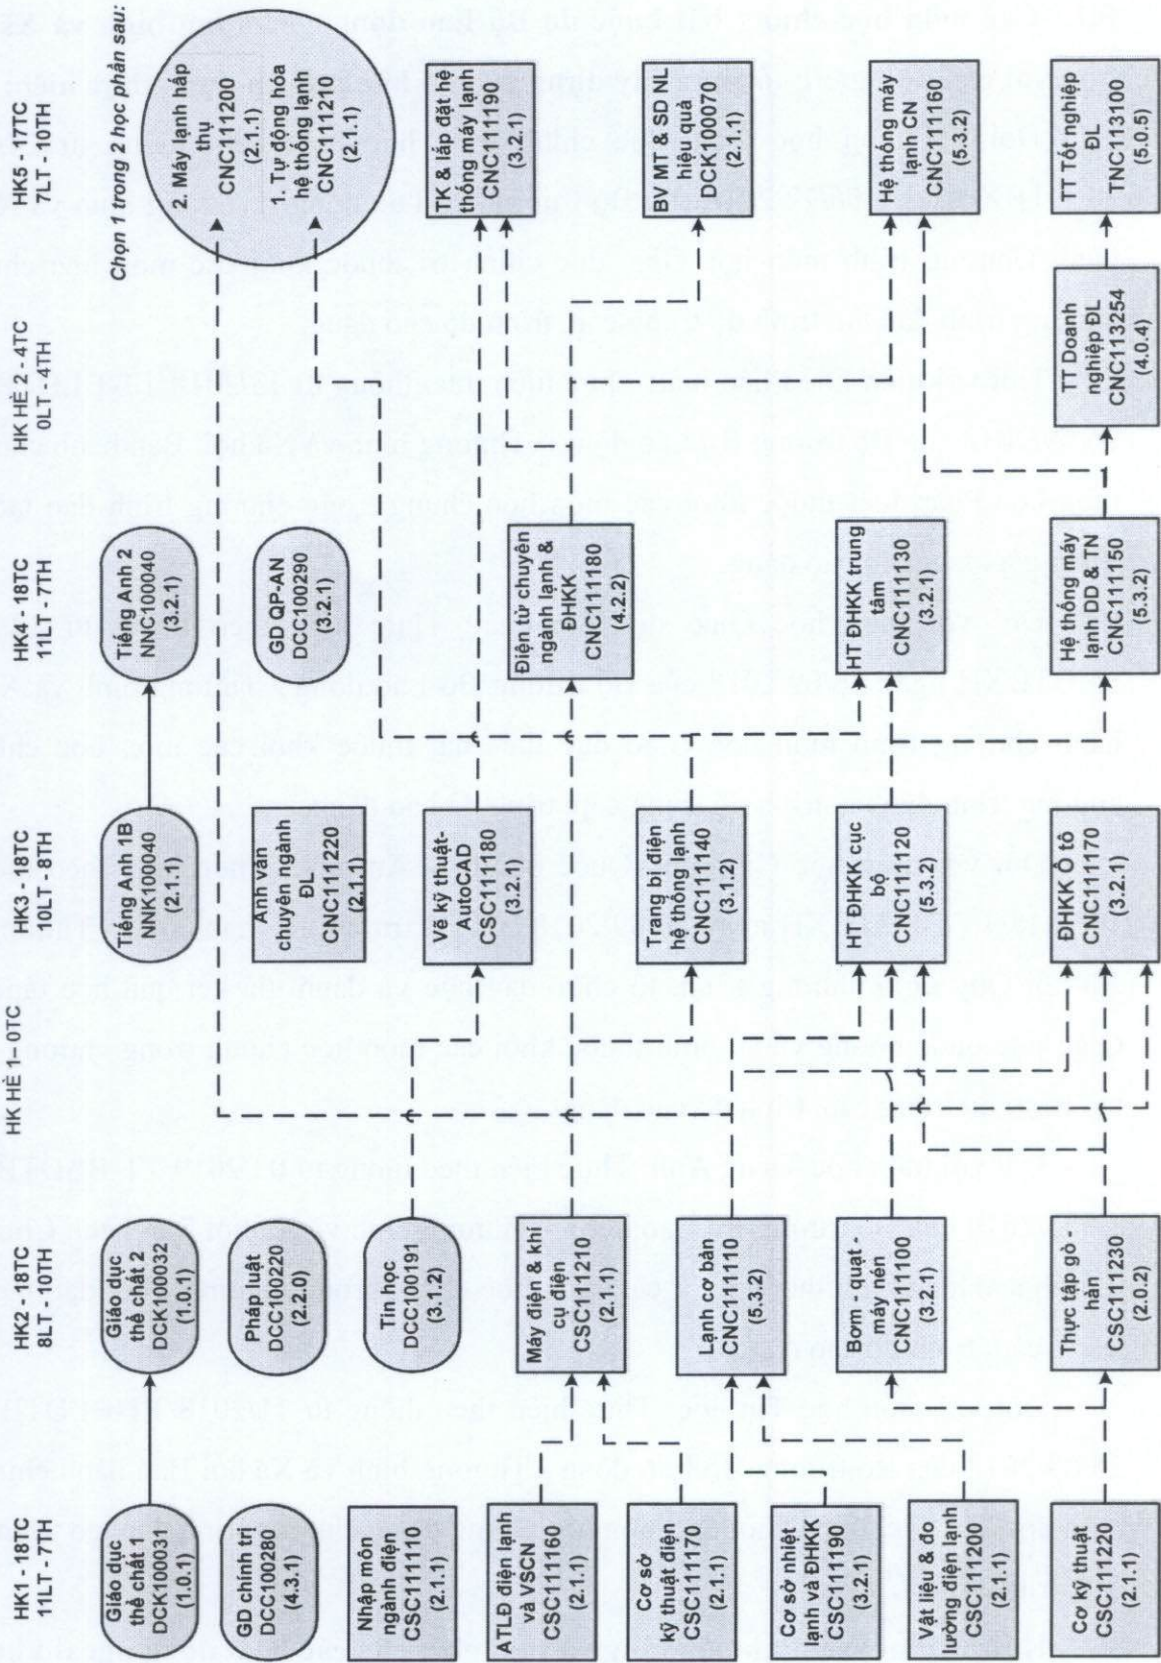 HK1 - 18TC
11LT - 7TH
Giáo dục
thể chất 1
DCK100031
(1.0.1)
GD chính trị
DCC100280
(4.3.1)
Nhập môn
ngành điện
CSC111110
(2.1.1)
ATLĐ điện lạnh
và VSCN
CSC111160
(2.1.1)
Cơ sở
kỹ thuật điện
CSC111170
(2.1.1)
Cơ sở nhiệt
lạnh và ĐHKK
CSC111190
(3.2.1)
Vật liệu & đo
lường điện lạnh
CSC111200
(2.1.1)
Cơ kỹ thuật
CSC111220
(2.1.1)
HK2 - 18TC
8LT - 10TH
Giáo dục
thể chất 2
DCK1000032
(1.0.1)
Pháp luật
DCC100220
(2.2.0)
Tin học
DCC100191
(3.1.2)
Máy điện & khí
cụ điện
CSC111210
(2.1.1)
Lạnh cơ bản
CNC111110
(5.3.2)
Bơm - quạt -
máy nén
CNC111100
(3.2.1)
Thực tập gò -
hàn
CSC111230
(2.0.2)
HK HÈ 1- 0TC
HK3 - 18TC
10LT - 8TH
Tiếng Anh 1B
NNK100040
(2.1.1)
Anh văn
chuyên ngành
ĐL
CNC111220
(2.1.1)
Vẽ kỹ thuật-
AutoCAD
CSC111180
(3.2.1)
Trang bị điện
hệ thống lạnh
CNC111140
(3.1.2)
HT ĐHKK cục
bộ
CNC111120
(5.3.2)
ĐHKK Ô tô
CNC111170
(3.2.1)
HK4 - 18TC
11LT - 7TH
Tiếng Anh 2
NNC100040
(3.2.1)
GD QP-AN
DCC100290
(3.2.1)
Điện tử chuyên
ngành lạnh &
ĐHKK
CNC111180
(4.2.2)
HT ĐHKK trung
tâm
CNC111130
(3.2.1)
Hệ thống máy
lạnh DD & TN
CNC111150
(5.3.2)
HK HÈ 2 - 4TC
0LT - 4TH
TT Doanh
nghiệp ĐL
CNC113254
(4.0.4)
HK5 - 17TC
7LT - 10TH
Chọn 1 trong 2 học phần sau:
2. Máy lạnh hấp
thụ
CNC111200
(2.1.1)
1. Tự động hóa
hệ thống lạnh
CNC111210
(2.1.1)
TK & lắp đặt hệ
thống máy lạnh
CNC111190
(3.2.1)
BV MT & SD NL
hiệu quả
DCK100070
(2.1.1)
Hệ thống máy
lạnh CN
CNC111160
(5.3.2)
TT Tốt nghiệp
ĐL
TNC113100
(5.0.5)